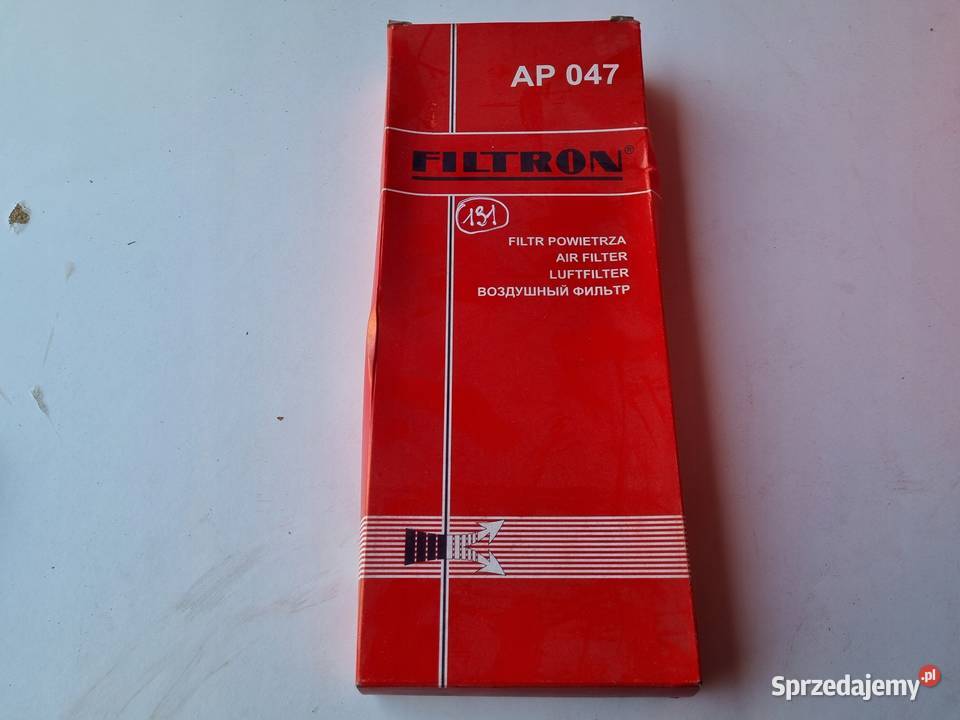 AP 047
FILTRON®
131
FILTR POWIETRZA
AIR FILTER
LUFTFILTER
ВОЗДУШНЫЙ ФИЛЬТР
Sprzedajemy.pl